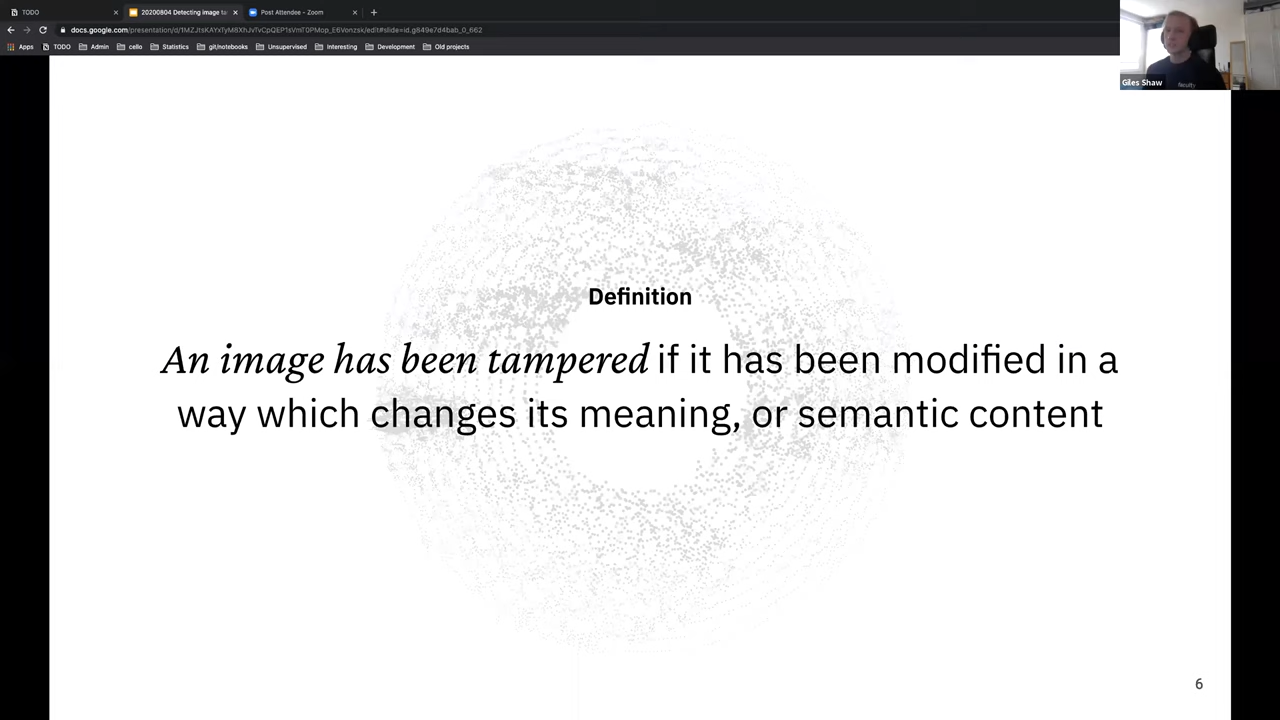 TODO
20200804 Detecting image ta
Post Attendee - Zoom
Apps
TODO
Admin
cello
Statistics
git/notebooks
Unsupervised
Interesting
Development
Old projects
Giles Shaw
faculty
Definition
An image has been tampered if it has been modified in a
way which changes its meaning, or semantic content
6